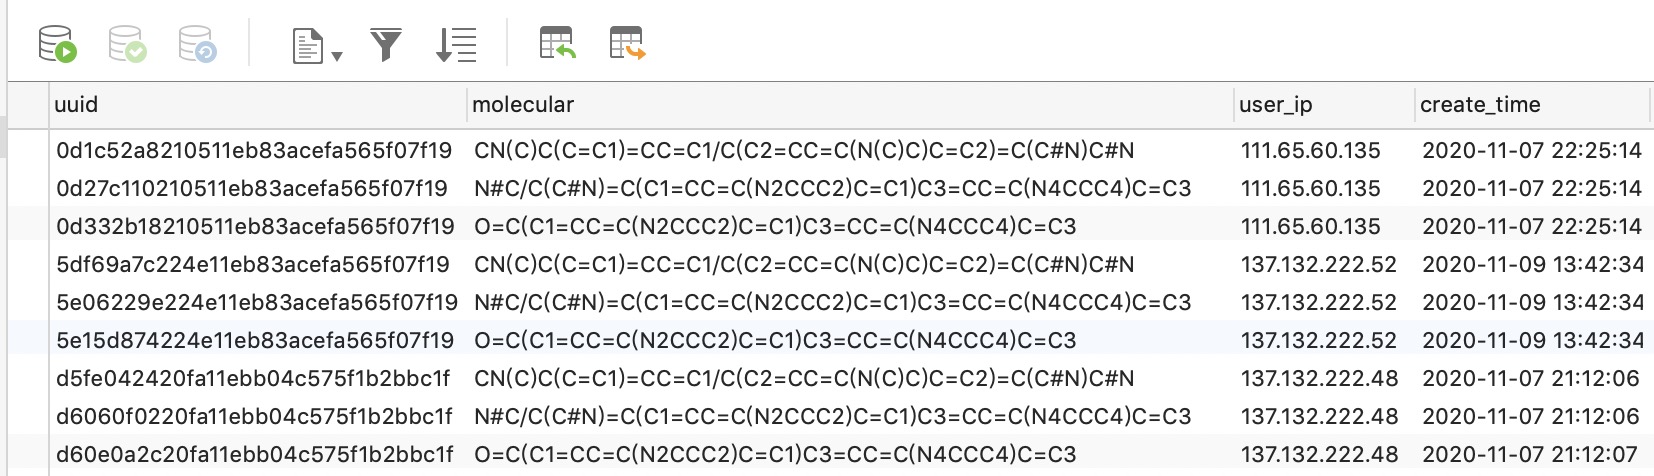 uuid molecular user_ip create_time
0d1c52a8210511eb83acefa565f07f19 CN(C)C(C=C1)=CC=C1/C(C2=CC=C(N(C)C)C=C2)=C(C#N)C#N 111.65.60.135 2020-11-07 22:25:14
0d27c110210511eb83acefa565f07f19 N#C/C(C#N)=C(C1=CC=C(N2CCC2)C=C1)C3=CC=C(N4CCC4)C=C3 111.65.60.135 2020-11-07 22:25:14
0d332b18210511eb83acefa565f07f19 O=C(C1=CC=C(N2CCC2)C=C1)C3=CC=C(N4CCC4)C=C3 111.65.60.135 2020-11-07 22:25:14
5df69a7c224e11eb83acefa565f07f19 CN(C)C(C=C1)=CC=C1/C(C2=CC=C(N(C)C)C=C2)=C(C#N)C#N 137.132.222.52 2020-11-09 13:42:34
5e06229e224e11eb83acefa565f07f19 N#C/C(C#N)=C(C1=CC=C(N2CCC2)C=C1)C3=CC=C(N4CCC4)C=C3 137.132.222.52 2020-11-09 13:42:34
5e15d874224e11eb83acefa565f07f19 O=C(C1=CC=C(N2CCC2)C=C1)C3=CC=C(N4CCC4)C=C3 137.132.222.52 2020-11-09 13:42:34
d5fe042420fa11ebb04c575f1b2bbc1f CN(C)C(C=C1)=CC=C1/C(C2=CC=C(N(C)C)C=C2)=C(C#N)C#N 137.132.222.48 2020-11-07 21:12:06
d6060f0220fa11ebb04c575f1b2bbc1f N#C/C(C#N)=C(C1=CC=C(N2CCC2)C=C1)C3=CC=C(N4CCC4)C=C3 137.132.222.48 2020-11-07 21:12:06
d60e0a2c20fa11ebb04c575f1b2bbc1f O=C(C1=CC=C(N2CCC2)C=C1)C3=CC=C(N4CCC4)C=C3 137.132.222.48 2020-11-07 21:12:07